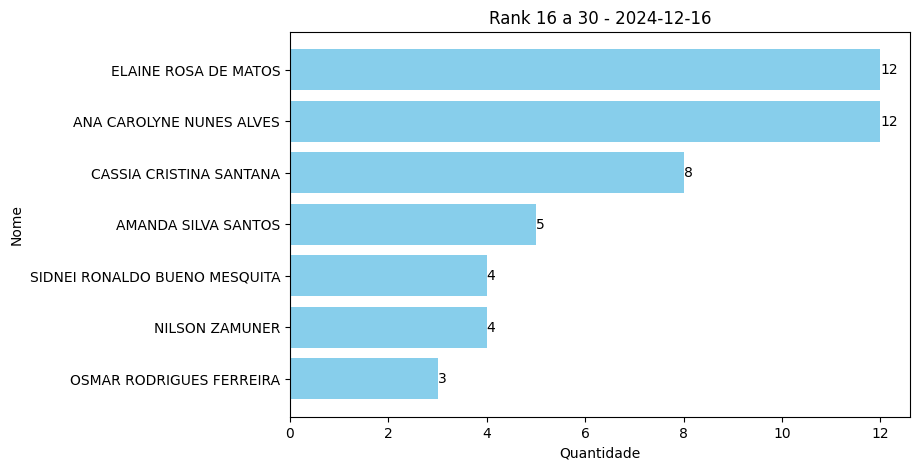 Rank 16 a 30 - 2024-12-16
ELAINE ROSA DE MATOS 12
ANA CAROLYNE NUNES ALVES 12
CASSIA CRISTINA SANTANA 8
Nome
AMANDA SILVA SANTOS 5
SIDNEI RONALDO BUENO MESQUITA 4
NILSON ZAMUNER 4
OSMAR RODRIGUES FERREIRA 3
0 2 4 6 8 10 12
Quantidade